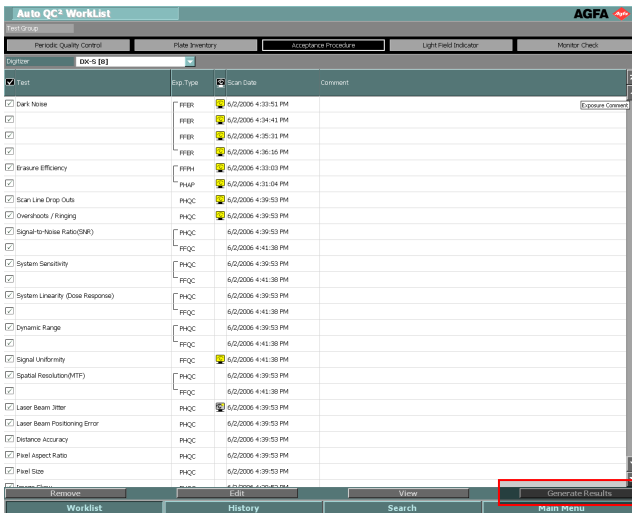 Auto QC² WorkList
AGFA
Agfa
Test Group
Periodic Quality Control Plate Inventory Acceptance Procedure Light Field Indicator Monitor Check
Digitizer DX-S [8]
Test Exp.Type Scan Date Comment
Dark Noise FFER 6/2/2006 4:33:51 PM
Exposure Comment
FFER 6/2/2006 4:34:41 PM
FFER 6/2/2006 4:35:31 PM
FFER 6/2/2006 4:36:16 PM
Erasure Efficiency FFPH 6/2/2006 4:33:03 PM
PHAP 6/2/2006 4:31:04 PM
Scan Line Drop Outs PHQC 6/2/2006 4:39:53 PM
Overshoots / Ringing PHQC 6/2/2006 4:39:53 PM
Signal-to-Noise Ratio(SNR) PHQC 6/2/2006 4:39:53 PM
FFQC 6/2/2006 4:41:38 PM
System Sensitivity PHQC 6/2/2006 4:39:53 PM
FFQC 6/2/2006 4:41:38 PM
System Linearity (Dose Response) PHQC 6/2/2006 4:39:53 PM
FFQC 6/2/2006 4:41:38 PM
Dynamic Range PHQC 6/2/2006 4:39:53 PM
FFQC 6/2/2006 4:41:38 PM
Signal Uniformity FFQC 6/2/2006 4:41:38 PM
Spatial Resolution(MTF) PHQC 6/2/2006 4:39:53 PM
FFQC 6/2/2006 4:41:38 PM
Laser Beam Jitter PHQC 6/2/2006 4:39:53 PM
Laser Beam Positioning Error PHQC 6/2/2006 4:39:53 PM
Distance Accuracy PHQC 6/2/2006 4:39:53 PM
Pixel Aspect Ratio PHQC 6/2/2006 4:39:53 PM
Pixel Size PHQC 6/2/2006 4:39:53 PM
Remove Edit View Generate Results
Worklist History Search Main Menu